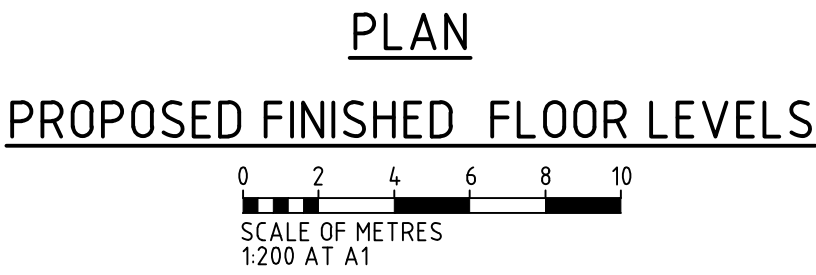 PLAN
PROPOSED FINISHED FLOOR LEVELS
0 2 4 6 8 10
SCALE OF METRES
1:200 AT A1